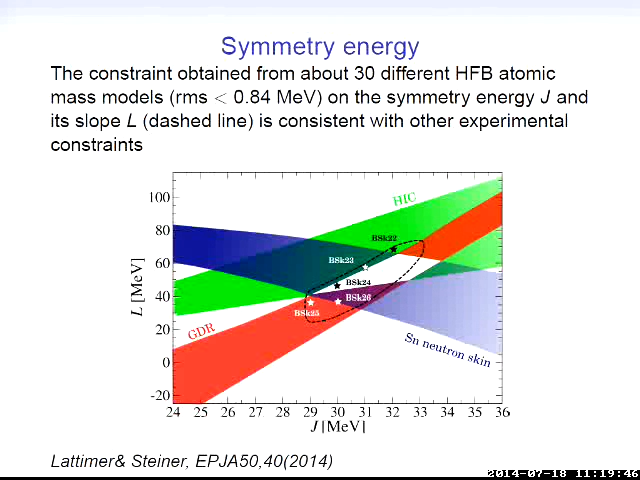 Symmetry energy
The constraint obtained from about 30 different HFB atomic
mass models (rms < 0.84 MeV) on the symmetry energy J and
its slope L (dashed line) is consistent with other experimental
constraints
100
80
60
40
20
0
-20
L [MeV]
HIC
BSk22
BSk23
BSk24
BSk26
BSk25
GDR
Sn neutron skin
24 25 26 27 28 29 30 31 32 33 34 35 36
J [MeV]
Lattimer& Steiner, EPJA50,40(2014)
2014-07-18 11:19:46